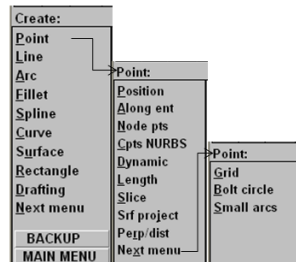 Create:
Point
Line
Arc
Fillet
Spline
Curve
Surface
Rectangle
Drafting
Next menu
BACKUP
MAIN MENU
Point:
Position
Along ent
Node pts
Cpts NURBS
Dynamic
Length
Slice
Srf project
Perp/dist
Next menu
Point:
Grid
Bolt circle
Small arcs